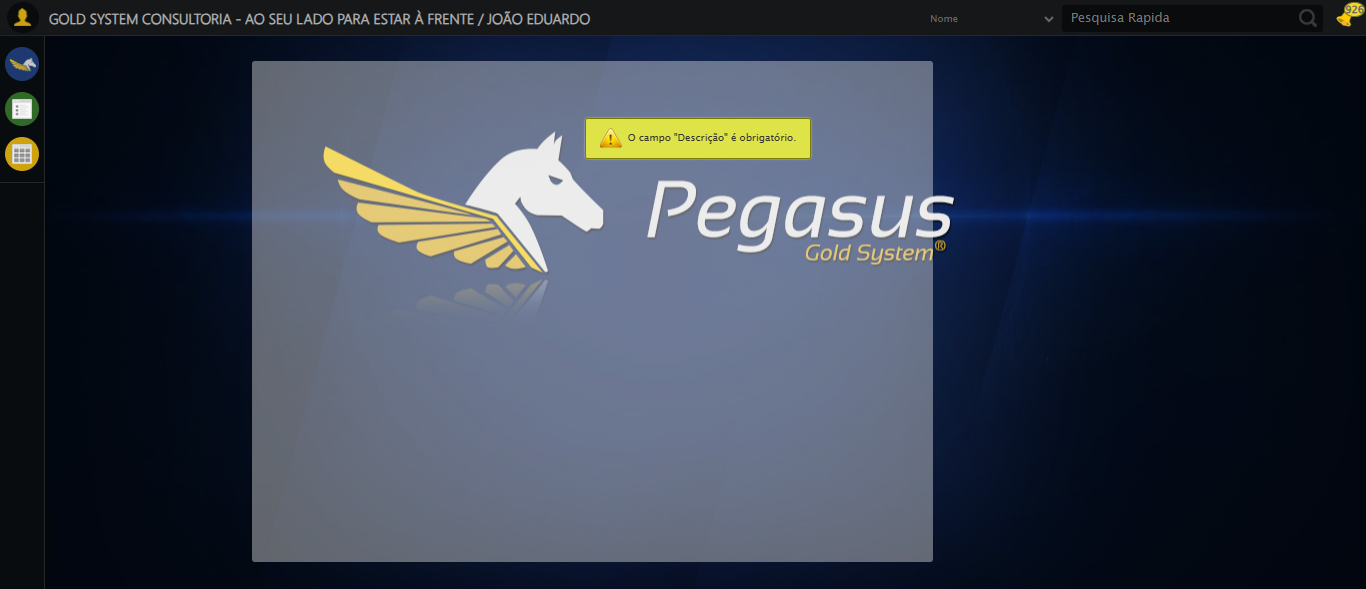 GOLD SYSTEM CONSULTORIA - AO SEU LADO PARA ESTAR À FRENTE / JOÃO EDUARDO
Nome
Pesquisa Rapida
926
O campo "Descrição" é obrigatório.
Pegasus
Gold System®